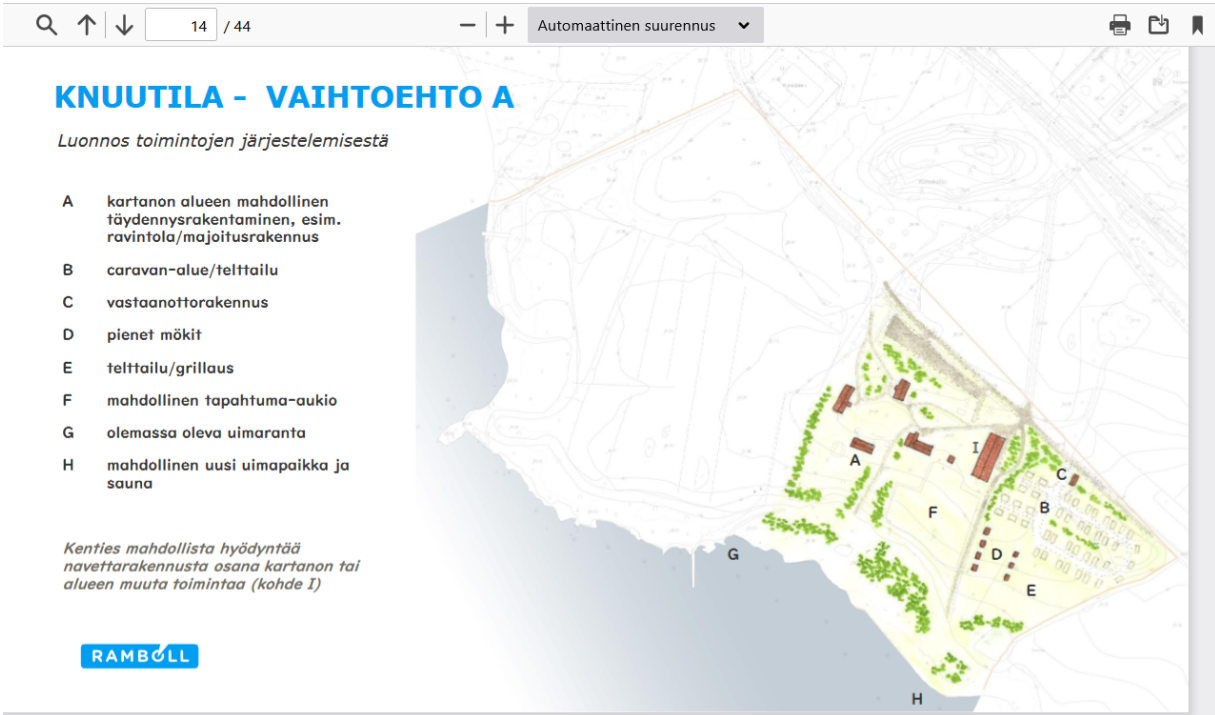 14 / 44
Automaattinen suurennus
KNUUTILA - VAIHTOEHTO A
Luonnos toimintojen järjestelemisestä
A kartanon alueen mahdollinen
täydennysrakentaminen, esim.
ravintola/majoitusrakennus
B caravan-alue/telttailu
C vastaanottorakennus
D pienet mökit
E telttailu/grillaus
F mahdollinen tapahtuma-aukio
G olemassa oleva uimaranta
H mahdollinen uusi uimapaikka ja
sauna
Kenties mahdollista hyödyntää
navettarakennusta osana kartanon tai
alueen muuta toimintaa (kohde I)
RAMBOLL
I
A
C
B
F
G
D
E
H